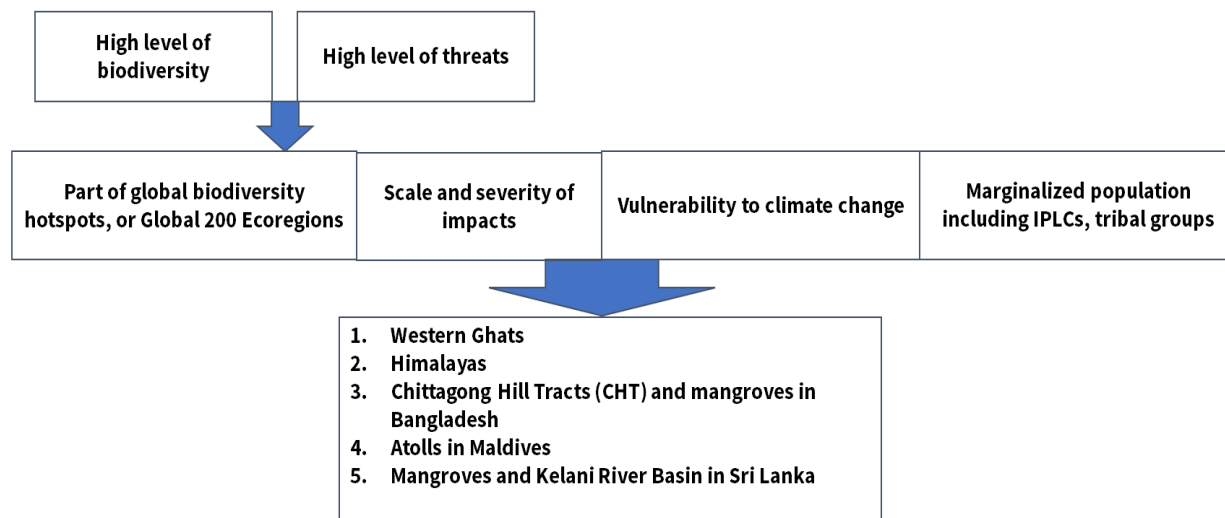 High level of
biodiversity
High level of threats
Part of global biodiversity
hotspots, or Global 200 Ecoregions
Scale and severity of
impacts
Vulnerability to climate change
Marginalized population
including IPLCs, tribal groups
1. Western Ghats
2. Himalayas
3. Chittagong Hill Tracts (CHT) and mangroves in
Bangladesh
4. Atolls in Maldives
5. Mangroves and Kelani River Basin in Sri Lanka